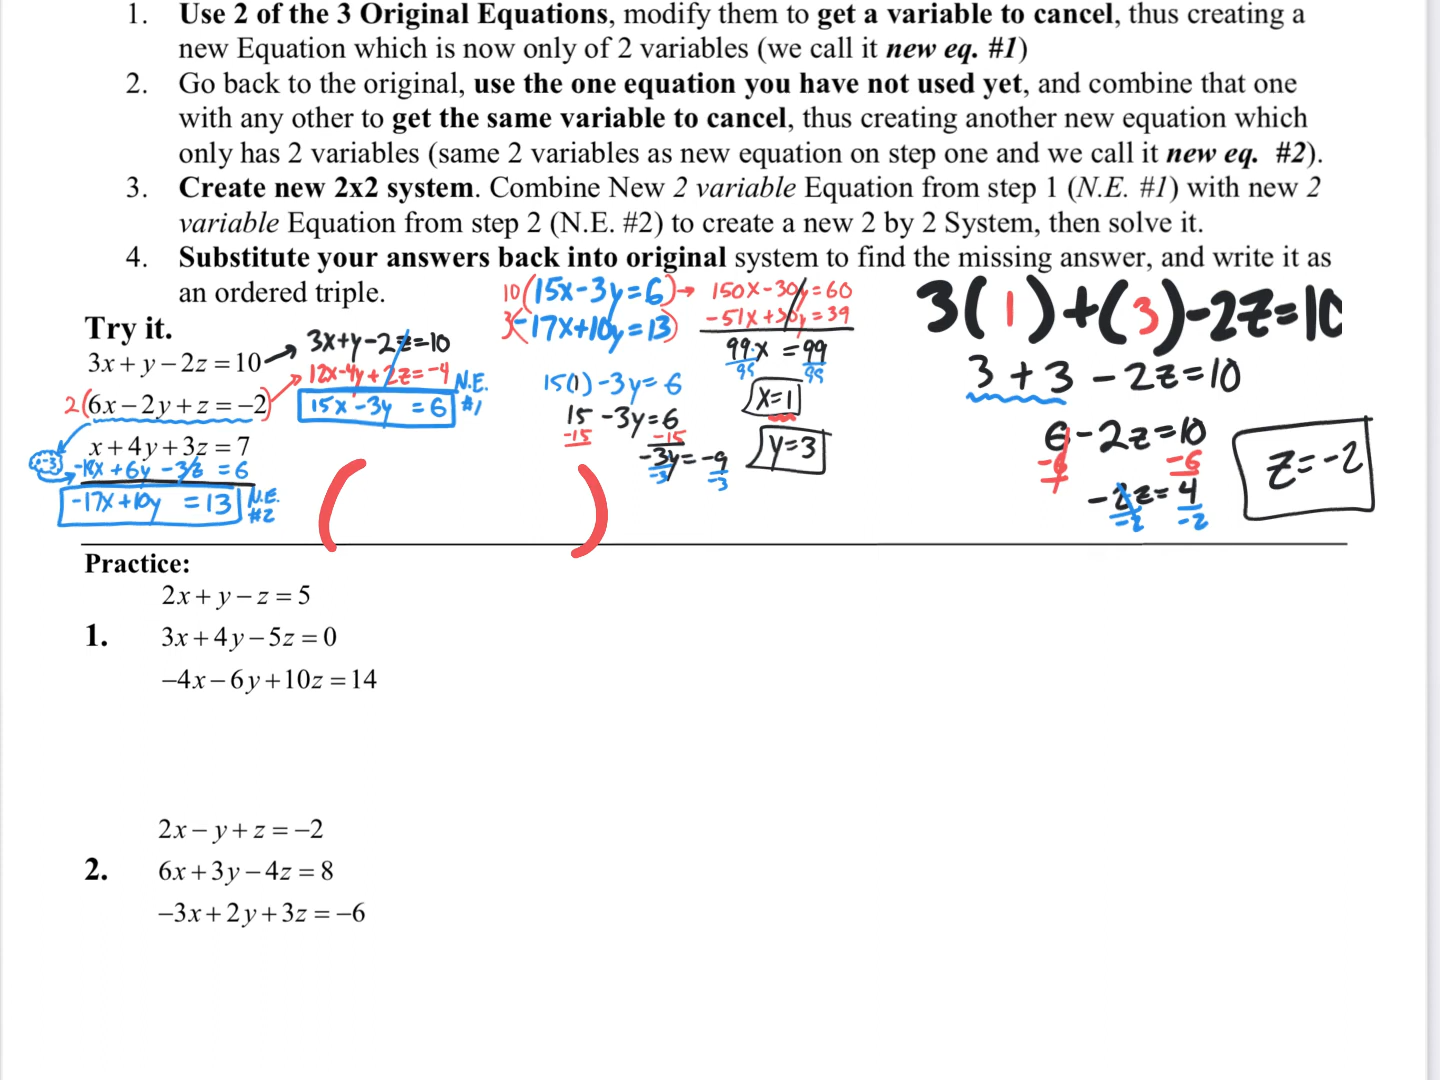 1. Use 2 of the 3 Original Equations, modify them to get a variable to cancel, thus creating a
new Equation which is now only of 2 variables (we call it new eq. #1)
2. Go back to the original, use the one equation you have not used yet, and combine that one
with any other to get the same variable to cancel, thus creating another new equation which
only has 2 variables (same 2 variables as new equation on step one and we call it new eq. #2).
3. Create new 2x2 system. Combine New 2 variable Equation from step 1 (N.E. #1) with new 2
variable Equation from step 2 (N.E. #2) to create a new 2 by 2 System, then solve it.
4. Substitute your answers back into original system to find the missing answer, and write it as
an ordered triple.
Try it.
3x + y − 2z = 10
2(6x − 2y + z = −2)
x + 4y + 3z = 7
(-3)
-18x + 6y - 3z = 6
-17x + 10y = 13 N.E. #2
3x+y-2z=10
12x-4y+2z=-4
15x -3y = 6 N.E. #1
10(15x-3y=6)
3(-17x+10y=13)
150x-30y=60
-51x+30y=39
99x = 99
x=1
15(1)-3y=6
15 -3y=6
-15 -15
-3y=-9
-3 -3
y=3
3(1)+(3)-2z=10
3+3-2z=10
6-2z=10
-6 -6
-2z=4
-2 -2
z=-2
( )
Practice:
2x + y − z = 5
1. 3x + 4y − 5z = 0
−4x − 6y + 10z = 14
2x − y + z = −2
2. 6x + 3y − 4z = 8
−3x + 2y + 3z = −6